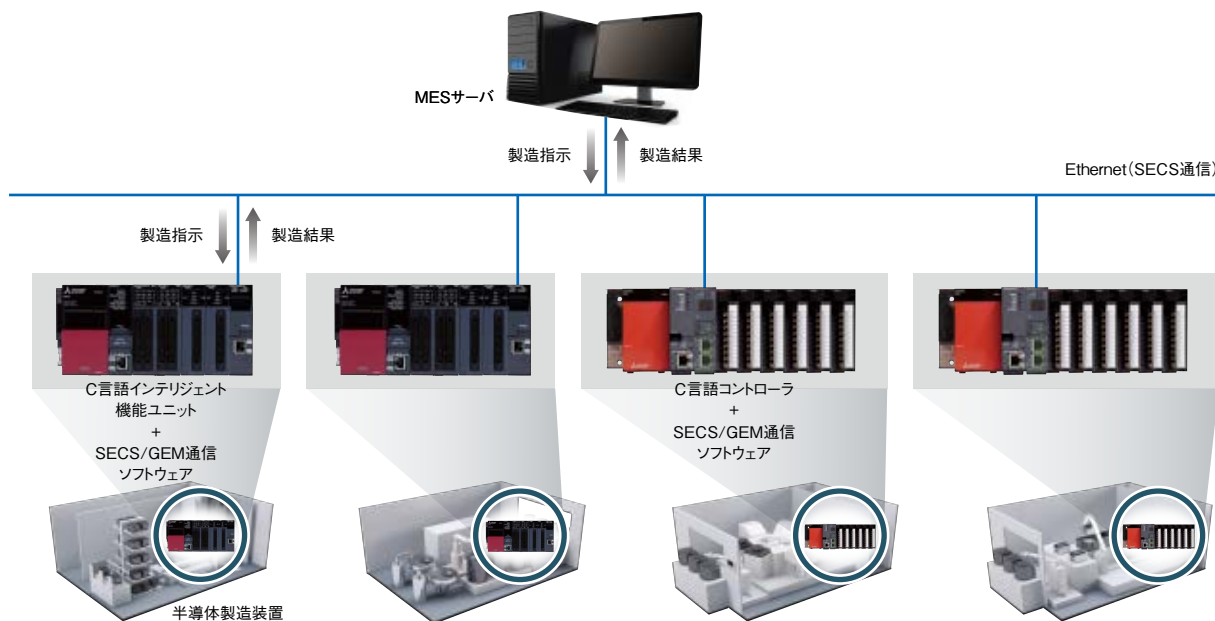 MESサーバ
製造指示
製造結果
Ethernet(SECS通信)
製造指示
製造結果
C言語インテリジェント
機能ユニット
+
SECS/GEM通信
ソフトウェア
C言語コントローラ
+
SECS/GEM通信
ソフトウェア
半導体製造装置